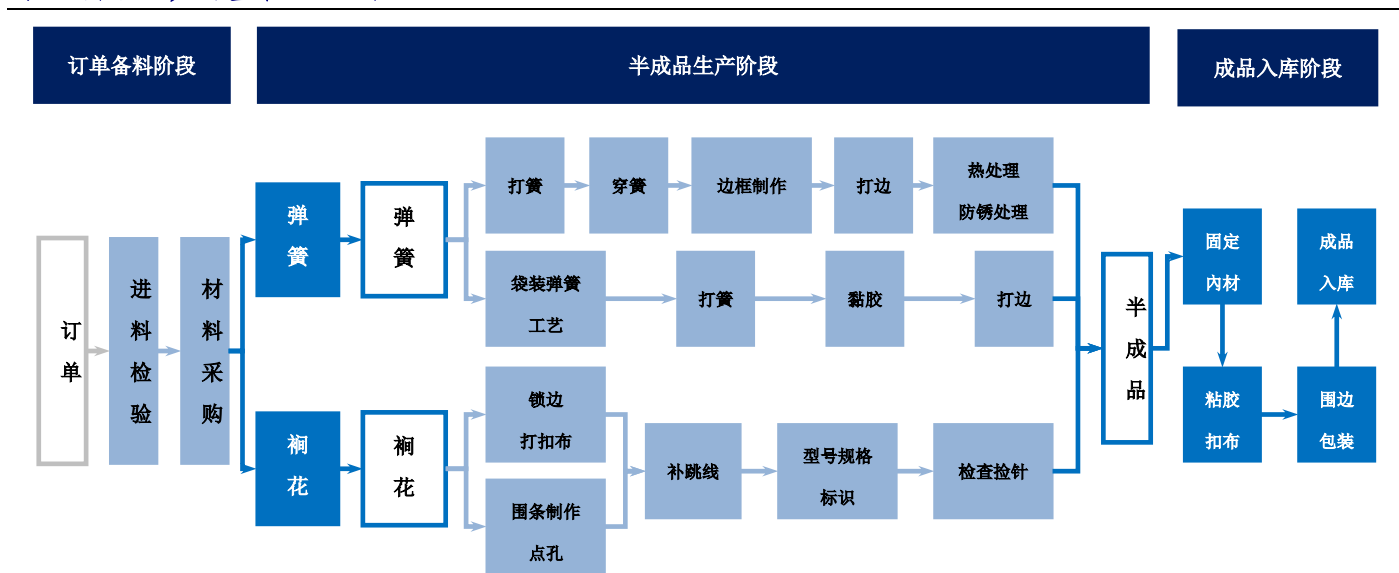 订单备料阶段
半成品生产阶段
成品入库阶段
订
单
进
料
检
验
材
料
采
购
弹
簧
弹
簧
打簧
穿簧
边框制作
打边
热处理
防锈处理
袋装弹簧
工艺
打簧
黏胶
打边
裥
花
裥
花
锁边
打扣布
围条制作
点孔
补跳线
型号规格
标识
检查捡针
半
成
品
固定
内材
粘胶
扣布
围边
包装
成品
入库